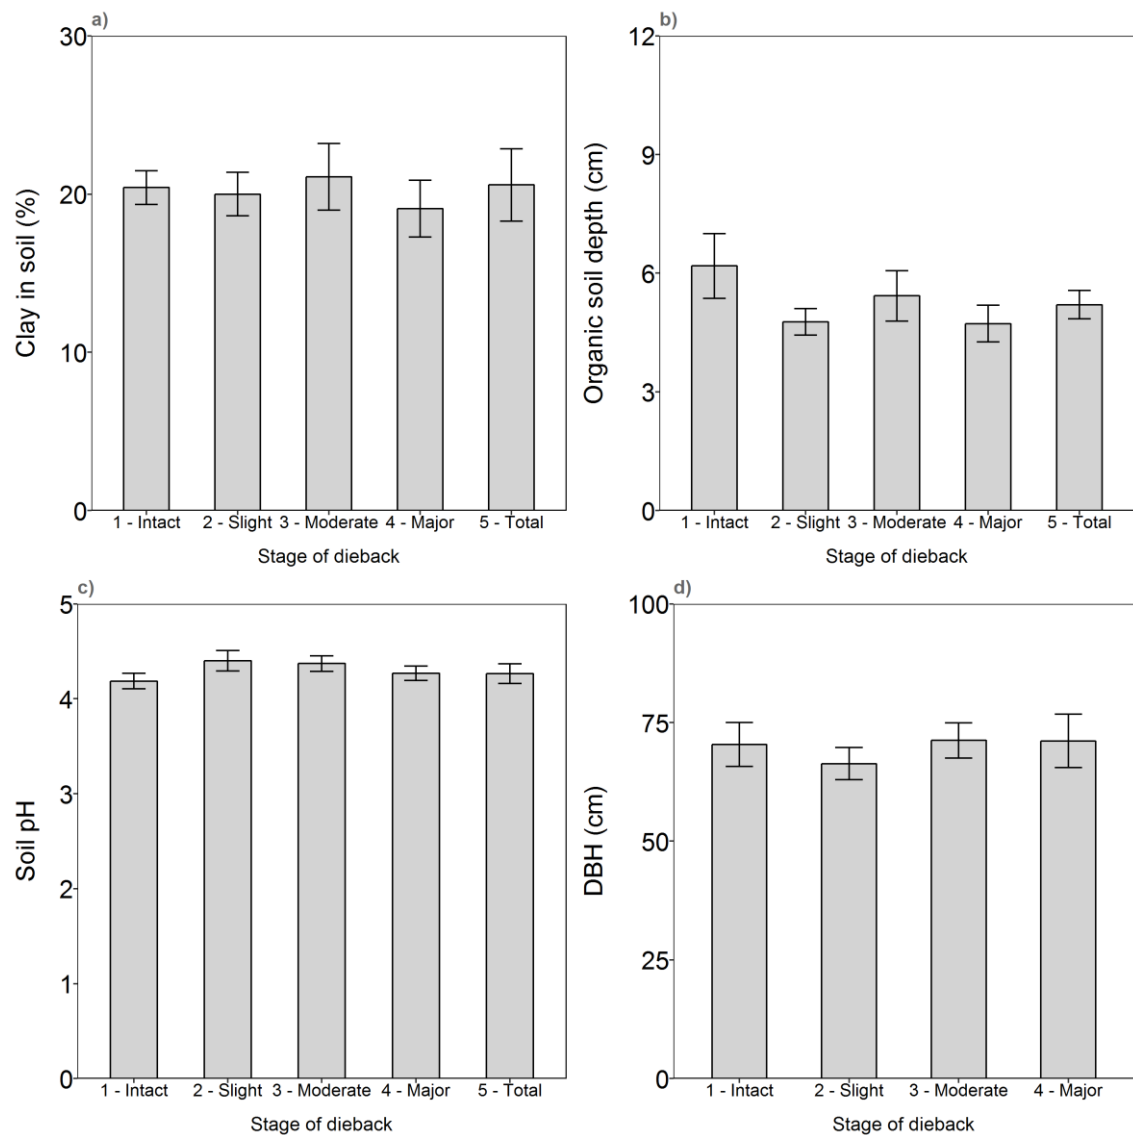 a)
Clay in soil (%)
30
20
10
0
1 - Intact 2 - Slight 3 - Moderate 4 - Major 5 - Total
Stage of dieback
b)
Organic soil depth (cm)
12
9
6
3
0
1 - Intact 2 - Slight 3 - Moderate 4 - Major 5 - Total
Stage of dieback
c)
Soil pH
5
4
3
2
1
0
1 - Intact 2 - Slight 3 - Moderate 4 - Major 5 - Total
Stage of dieback
d)
DBH (cm)
100
75
50
25
0
1 - Intact 2 - Slight 3 - Moderate 4 - Major
Stage of dieback